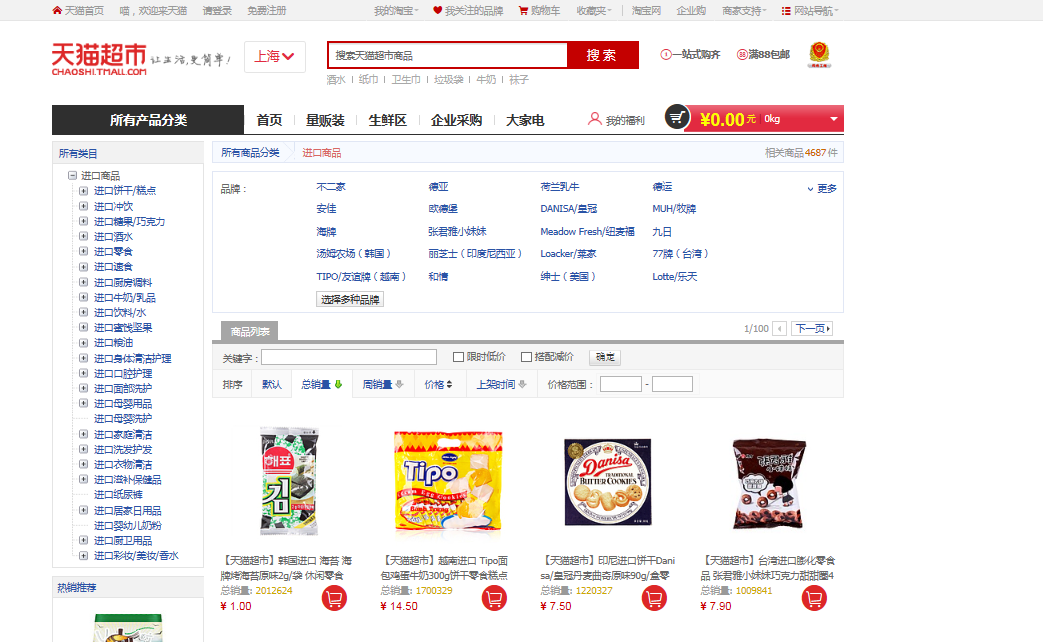 天猫首页 喵，欢迎来天猫 请登录 免费注册 我的淘宝 我关注的品牌 购物车 收藏夹 淘宝网 企业购 商家支持 网站导航
天猫超市 CHAOSHI.TMALL.COM 让生活,更简单!
上海
搜索天猫超市商品 搜索
一站式购齐 满88包邮
酒水 纸巾 卫生巾 垃圾袋 牛奶 袜子
所有产品分类 首页 量贩装 生鲜区 企业采购 大家电 我的福利 ¥0.00元 0kg
所有类目
进口商品
进口饼干/糕点
进口冲饮
进口糖果/巧克力
进口酒水
进口零食
进口速食
进口厨房调料
进口牛奶/乳品
进口饮料/水
进口蜜饯坚果
进口粮油
进口身体清洁护理
进口口腔护理
进口面部洗护
进口母婴用品
进口母婴洗护
进口家庭清洁
进口洗发护发
进口衣物清洁
进口滋补保健品
进口纸尿裤
进口居家日用品
进口婴幼儿奶粉
进口厨卫用品
进口彩妆/美妆/香水
热销推荐
所有商品分类 进口商品 相关商品4687件
品牌： 不二家 德亚 荷兰乳牛 德运 更多
安佳 欧德堡 DANISA/皇冠 MUH/牧牌
海牌 张君雅小妹妹 Meadow Fresh/纽麦福 九日
汤姆农场（韩国） 丽芝士（印度尼西亚） Loacker/莱家 77牌（台湾）
TIPO/友谊牌（越南） 和情 绅士（美国） Lotte/乐天
选择多种品牌
商品列表 1/100 下一页
关键字： 限时低价 搭配减价 确定
排序 默认 总销量 周销量 价格 上架时间 价格范围： -
해표
김
Tipo
Cream Egg Cookies
Bánh Trứng
Danisa
TRADITIONAL
BUTTER COOKIES
【天猫超市】韩国进口 海苔 海
牌烤海苔原味2g/袋 休闲零食
总销量: 2012624
¥ 1.00
【天猫超市】越南进口 Tipo面
包鸡蛋牛奶300g饼干零食糕点
总销量: 1700329
¥ 14.50
【天猫超市】印尼进口饼干Dani
sa/皇冠丹麦曲奇原味90g/盒零
总销量: 1220327
¥ 7.50
【天猫超市】台湾进口膨化零食
品 张君雅小妹妹巧克力甜甜圈4
总销量: 1009841
¥ 7.90